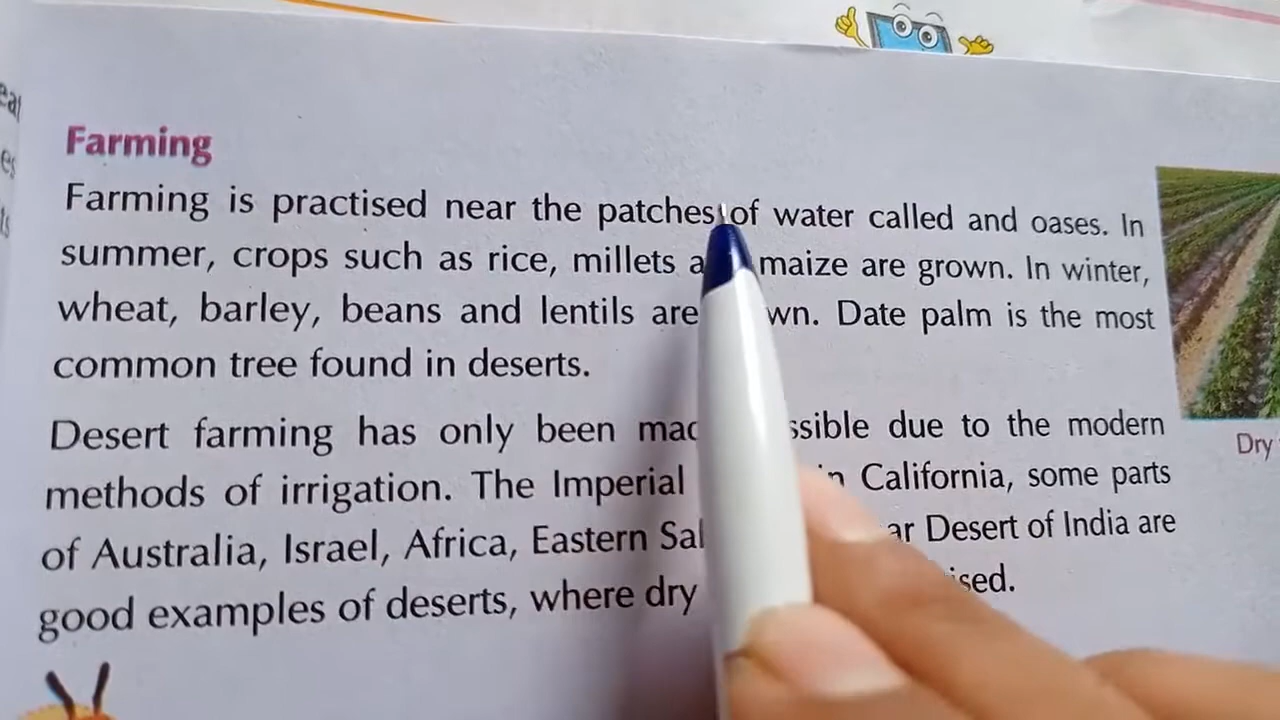 Farming
Farming is practised near the patches of water called and oases. In
summer, crops such as rice, millets a maize are grown. In winter,
wheat, barley, beans and lentils are wn. Date palm is the most
common tree found in deserts.
Desert farming has only been mad ssible due to the modern
methods of irrigation. The Imperial in California, some parts
of Australia, Israel, Africa, Eastern Sa ar Desert of India are
good examples of deserts, where dry ised.
Dry